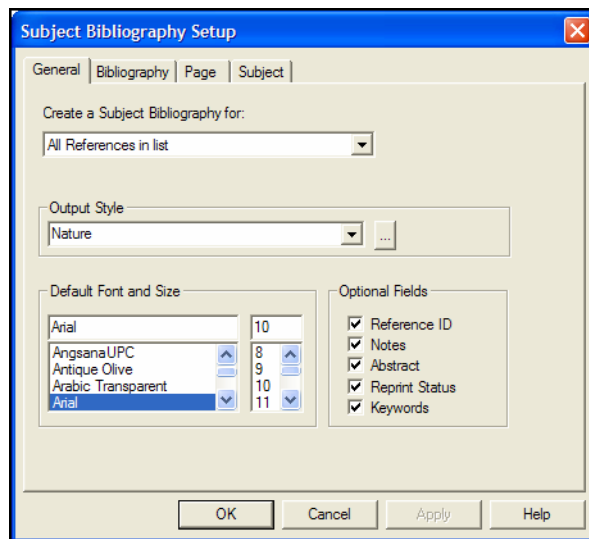 Subject Bibliography Setup
General Bibliography Page Subject
Create a Subject Bibliography for:
All References in list
Output Style
Nature
...
Default Font and Size
Arial 10
AngsanaUPC 8
Antique Olive 9
Arabic Transparent 10
Arial 11
Optional Fields
Reference ID
Notes
Abstract
Reprint Status
Keywords
OK Cancel Apply Help